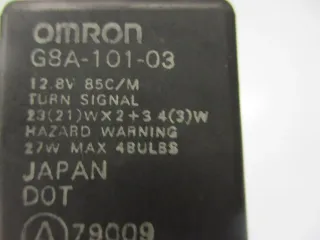 omron
G8A-101-03
12.8V 85C/M
TURN SIGNAL
23(21)W×2+3.4(3)W
HAZARD WARNING
27W MAX 4BULBS
JAPAN
DOT
A 79009